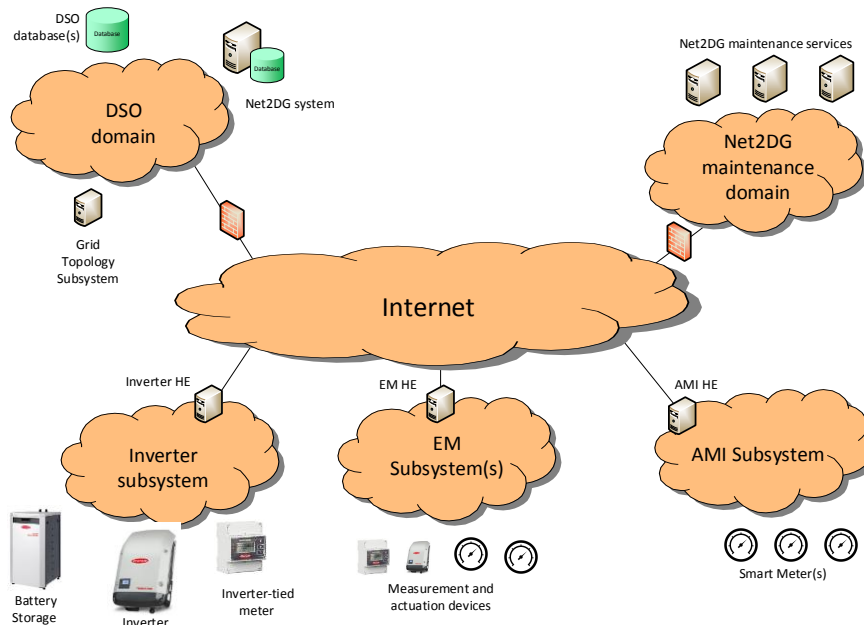 DSO
database(s)
Database
Database
Net2DG system
Net2DG maintenance services
DSO
domain
Net2DG
maintenance
domain
Grid
Topology
Subsystem
Internet
Inverter HE
EM HE
AMI HE
Inverter
subsystem
EM
Subsystem(s)
AMI Subsystem
Battery
Storage
Inverter
Inverter-tied
meter
Measurement and
actuation devices
Smart Meter(s)